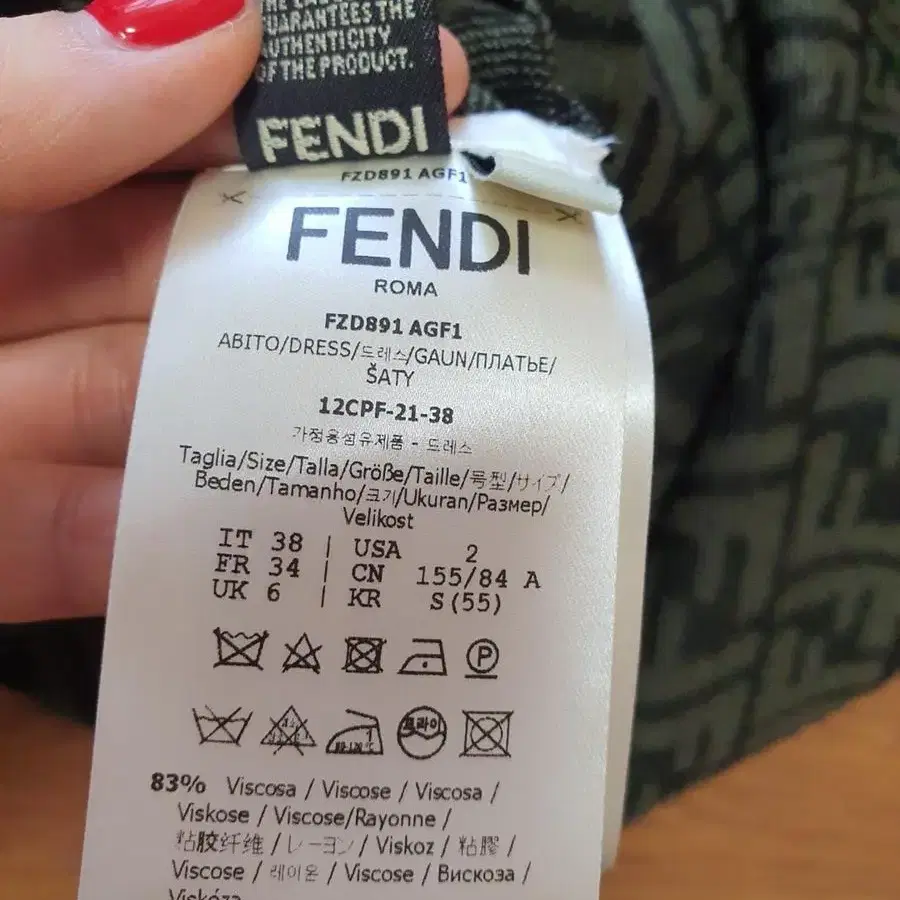 GUARANTEES THE
AUTHENTICITY
OF THE PRODUCT.
FENDI
FZD891 AGF1
FENDI
ROMA
FZD891 AGF1
ABITO/DRESS/드레스/GAUN/ПЛАТЬЕ/
ŠATY
12CPF-21-38
가정용섬유제품 - 드레스
Taglia/Size/Talla/Größe/Taille/号型/サイズ/
Beden/Tamanho/크기/Ukuran/Размер/
Velikost
IT 38 | USA 2
FR 34 | CN 155/84 A
UK 6 | KR S(55)
P
드라이
83% Viscosa / Viscose / Viscosa /
Viskose / Viscose/Rayonne /
粘胶纤维 / レーヨン / Viskoz / 粘膠 /
Viscose / 레이온 / Viscose / Вискоза /
Viskóza